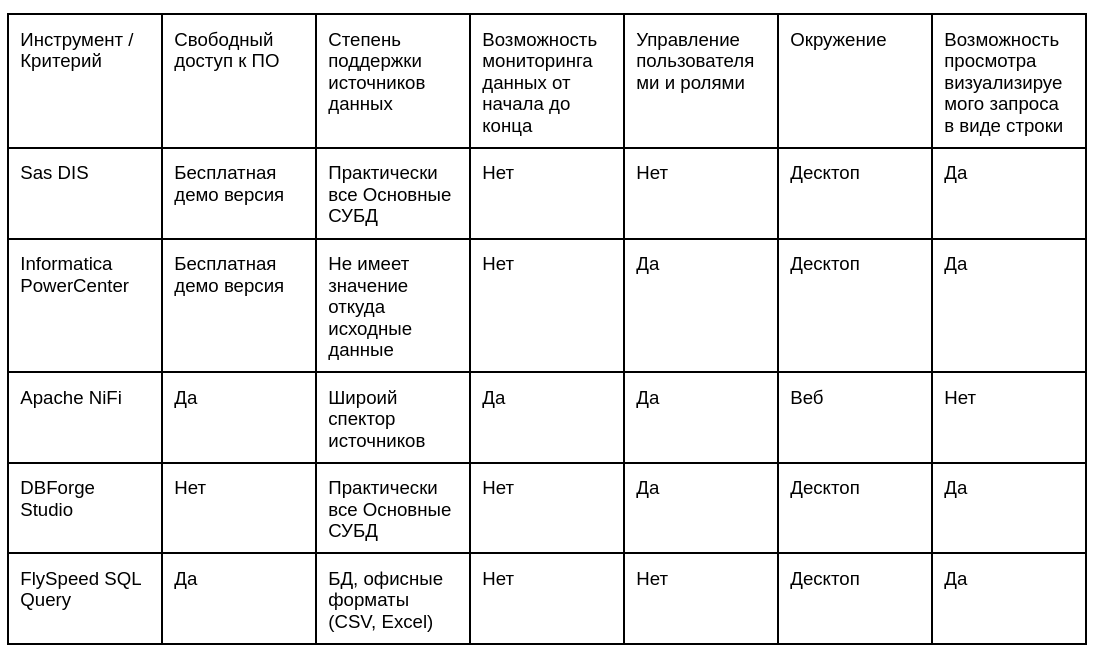 Инструмент /
Критерий
Свободный
доступ к ПО
Степень
поддержки
источников
данных
Возможность
мониторинга
данных от
начала до
конца
Управление
пользователя
ми и ролями
Окружение
Возможность
просмотра
визуализируе
мого запроса
в виде строки
Sas DIS
Бесплатная
демо версия
Практически
все Основные
СУБД
Нет
Нет
Десктоп
Да
Informatica
PowerCenter
Бесплатная
демо версия
Не имеет
значение
откуда
исходные
данные
Нет
Да
Десктоп
Да
Apache NiFi
Да
Широий
спектор
источников
Да
Да
Веб
Нет
DBForge
Studio
Нет
Практически
все Основные
СУБД
Нет
Да
Десктоп
Да
FlySpeed SQL
Query
Да
БД, офисные
форматы
(CSV, Excel)
Нет
Нет
Десктоп
Да